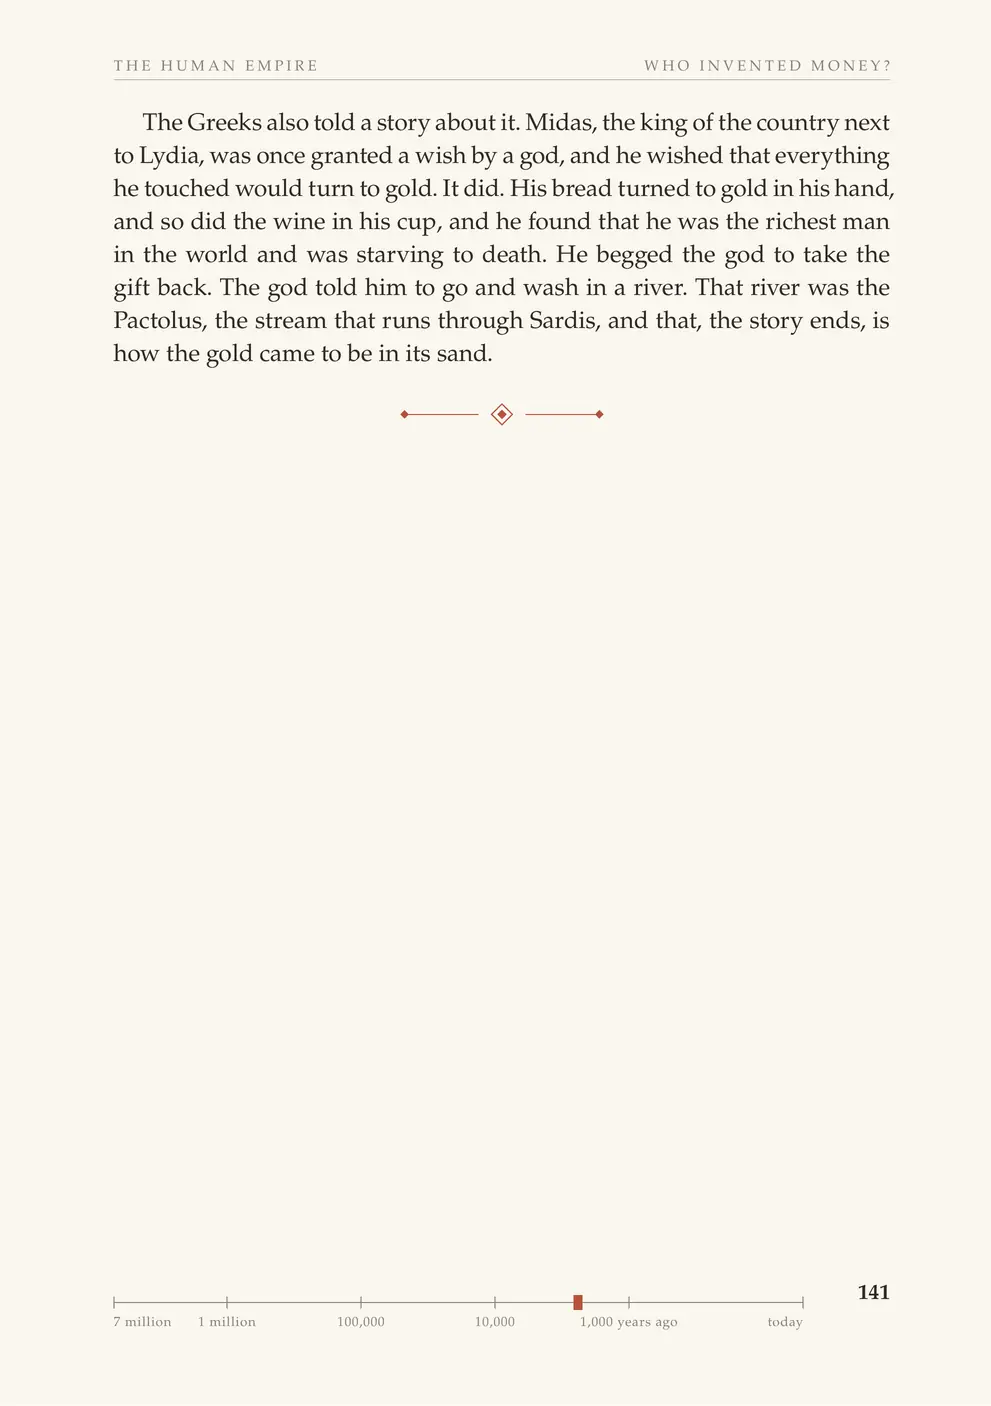 THE HUMAN EMPIRE
WHO INVENTED MONEY?
The Greeks also told a story about it. Midas, the king of the country next
to Lydia, was once granted a wish by a god, and he wished that everything
he touched would turn to gold. It did. His bread turned to gold in his hand,
and so did the wine in his cup, and he found that he was the richest man
in the world and was starving to death. He begged the god to take the
gift back. The god told him to go and wash in a river. That river was the
Pactolus, the stream that runs through Sardis, and that, the story ends, is
how the gold came to be in its sand.
141
7 million
1 million
100,000
10,000
1,000 years ago
today